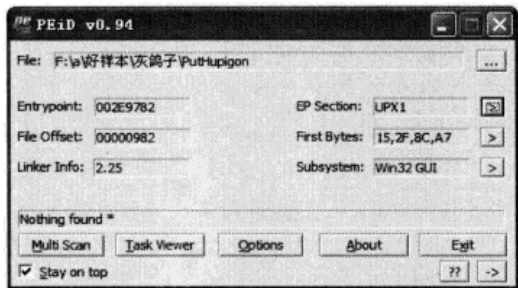 PEiD v0.94
File: F:\a\好样本\灰鸽子\PutHupigon ...
Entrypoint: 002E9782 EP Section: UPX1 >
File Offset: 00000982 First Bytes: 15,2F,8C,A7 >
Linker Info: 2.25 Subsystem: Win32 GUI >
Nothing found *
Multi Scan Task Viewer Options About Exit
Stay on top ?? ->